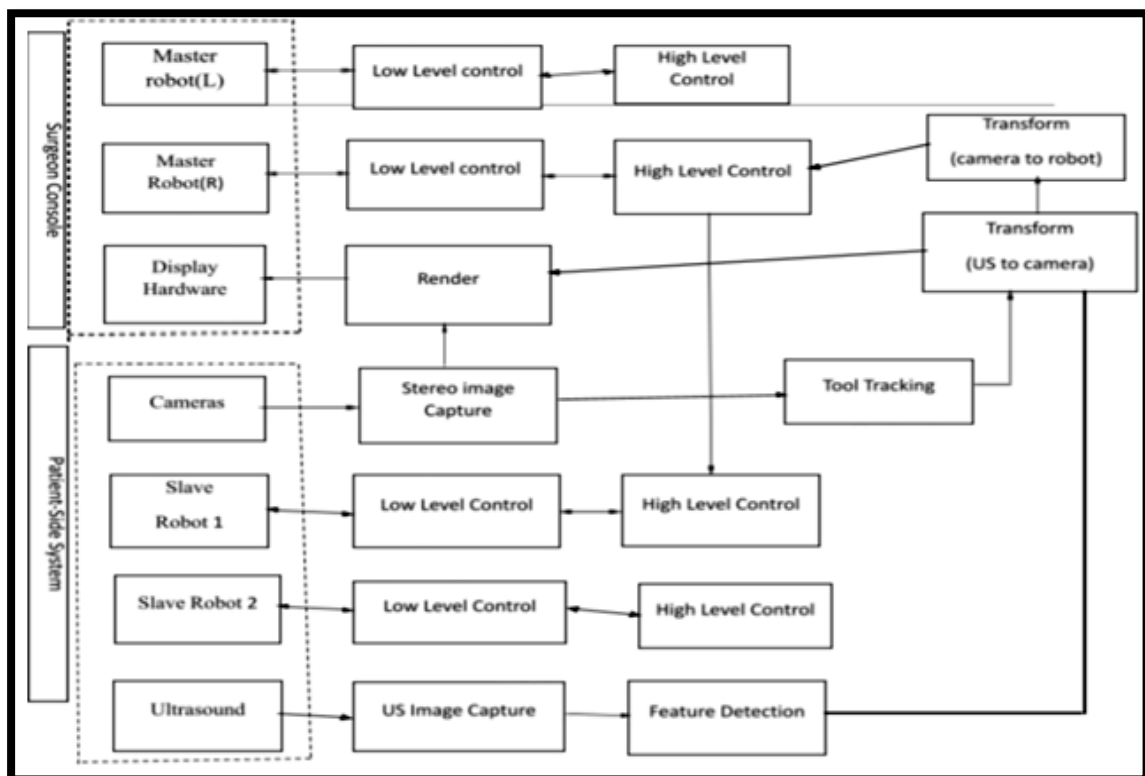 Surgeon Console
Master
robot(L)
Low Level control
High Level
Control
Master
Robot(R)
Low Level control
High Level Control
Transform
(camera to robot)
Display
Hardware
Render
Transform
(US to camera)
Patient-Side System
Cameras
Stereo image
Capture
Tool Tracking
Slave
Robot 1
Low Level Control
High Level Control
Slave Robot 2
Low Level Control
High Level Control
Ultrasound
US Image Capture
Feature Detection